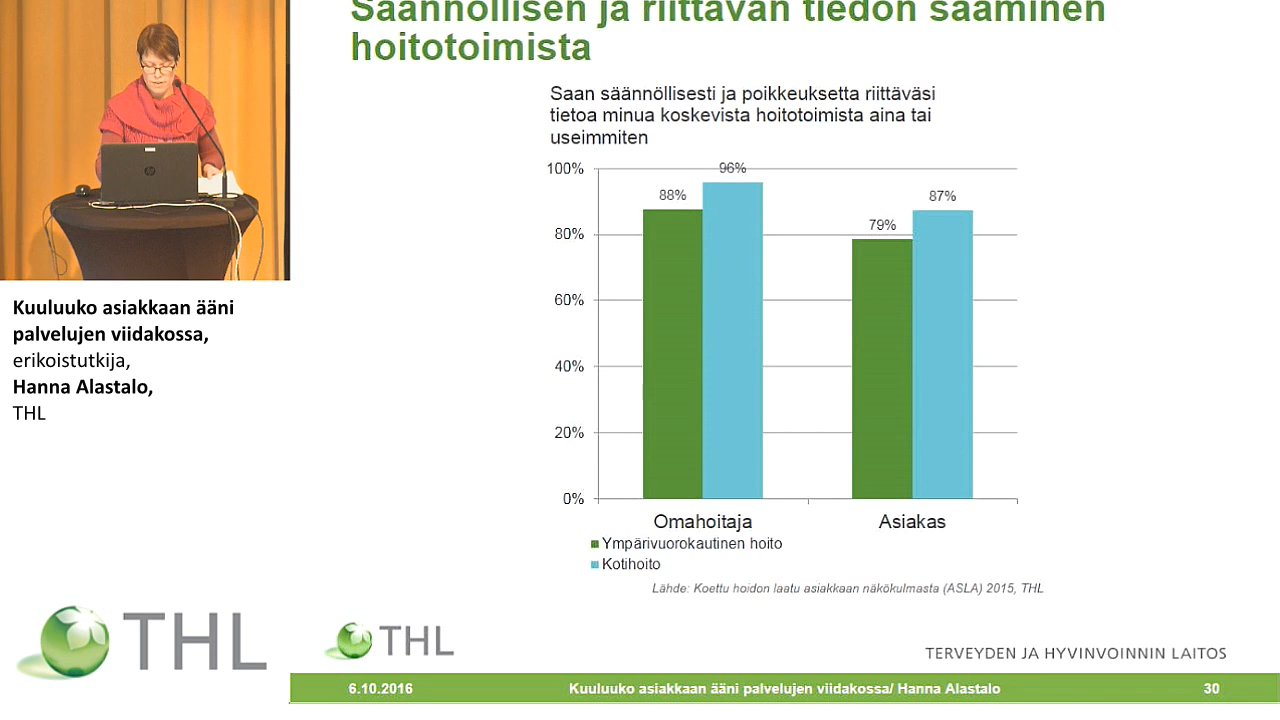 Säännöllisen ja riittävän tiedon saaminen
hoitotoimista
Saan säännöllisesti ja poikkeuksetta riittäväsi
tietoa minua koskevista hoitotoimista aina tai
useimmiten
100%
80%
60%
40%
20%
0%
88%
96%
79%
87%
Omahoitaja
Asiakas
Ympärivuorokautinen hoito
Kotihoito
Lähde: Koettu hoidon laatu asiakkaan näkökulmasta (ASLA) 2015, THL
Kuuluuko asiakkaan ääni
palvelujen viidakossa,
erikoistutkija,
Hanna Alastalo,
THL
THL
THL
TERVEYDEN JA HYVINVOINNIN LAITOS
6.10.2016
Kuuluuko asiakkaan ääni palvelujen viidakossa/ Hanna Alastalo
30
hp